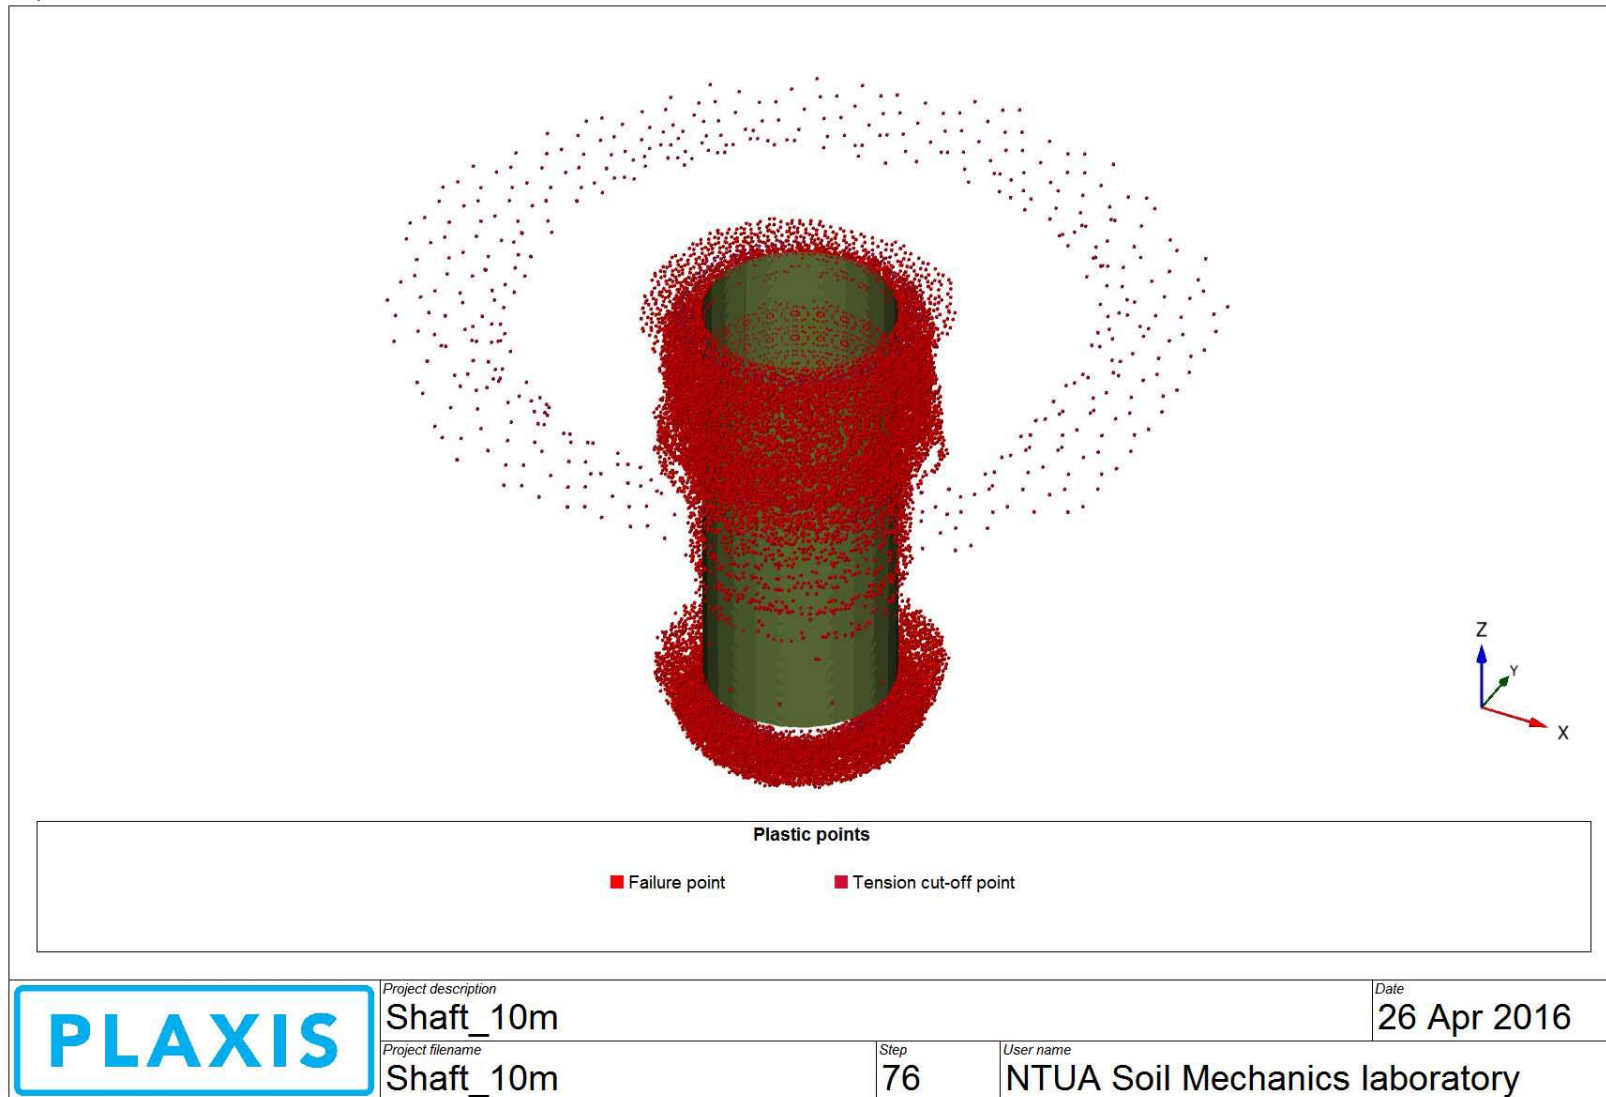 Z
Y
X
Plastic points
Failure point Tension cut-off point
PLAXIS
Project description
Shaft_10m
Date
26 Apr 2016
Project filename
Shaft_10m
Step
76
User name
NTUA Soil Mechanics laboratory